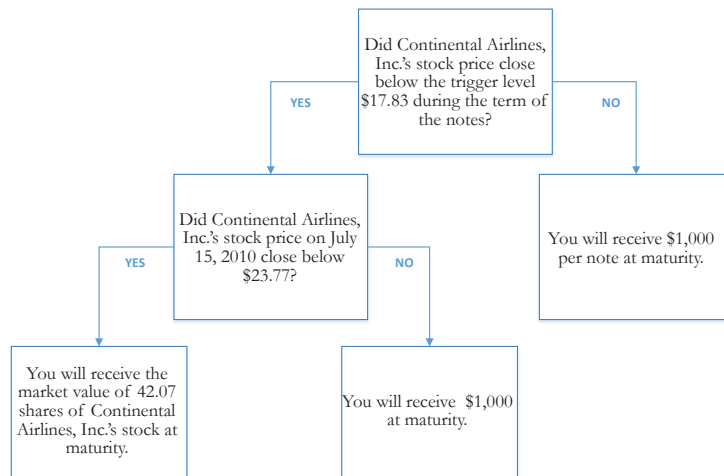 Did Continental Airlines,
Inc.'s stock price close
below the trigger level
$17.83 during the term of
the notes?
YES
NO
Did Continental Airlines,
Inc.'s stock price on July
15, 2010 close below
$23.77?
You will receive $1,000
per note at maturity.
YES
NO
You will receive the
market value of 42.07
shares of Continental
Airlines, Inc.'s stock at
maturity.
You will receive $1,000
at maturity.